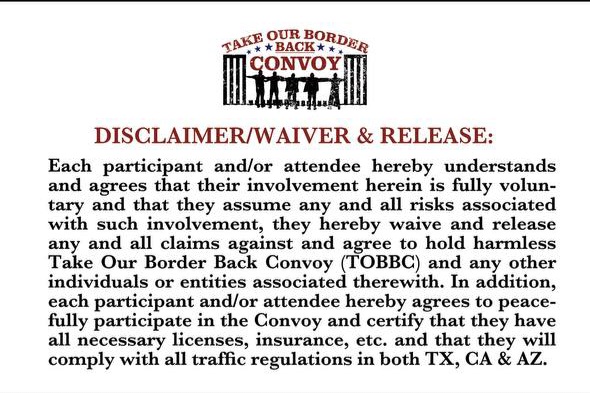 TAKE OUR BORDER
BACK
CONVOY
DISCLAIMER/WAIVER & RELEASE:
Each participant and/or attendee hereby understands
and agrees that their involvement herein is fully volun-
tary and that they assume any and all risks associated
with such involvement, they hereby waive and release
any and all claims against and agree to hold harmless
Take Our Border Back Convoy (TOBBC) and any other
individuals or entities associated therewith. In addition,
each participant and/or attendee hereby agrees to peace-
fully participate in the Convoy and certify that they have
all necessary licenses, insurance, etc. and that they will
comply with all traffic regulations in both TX, CA & AZ.